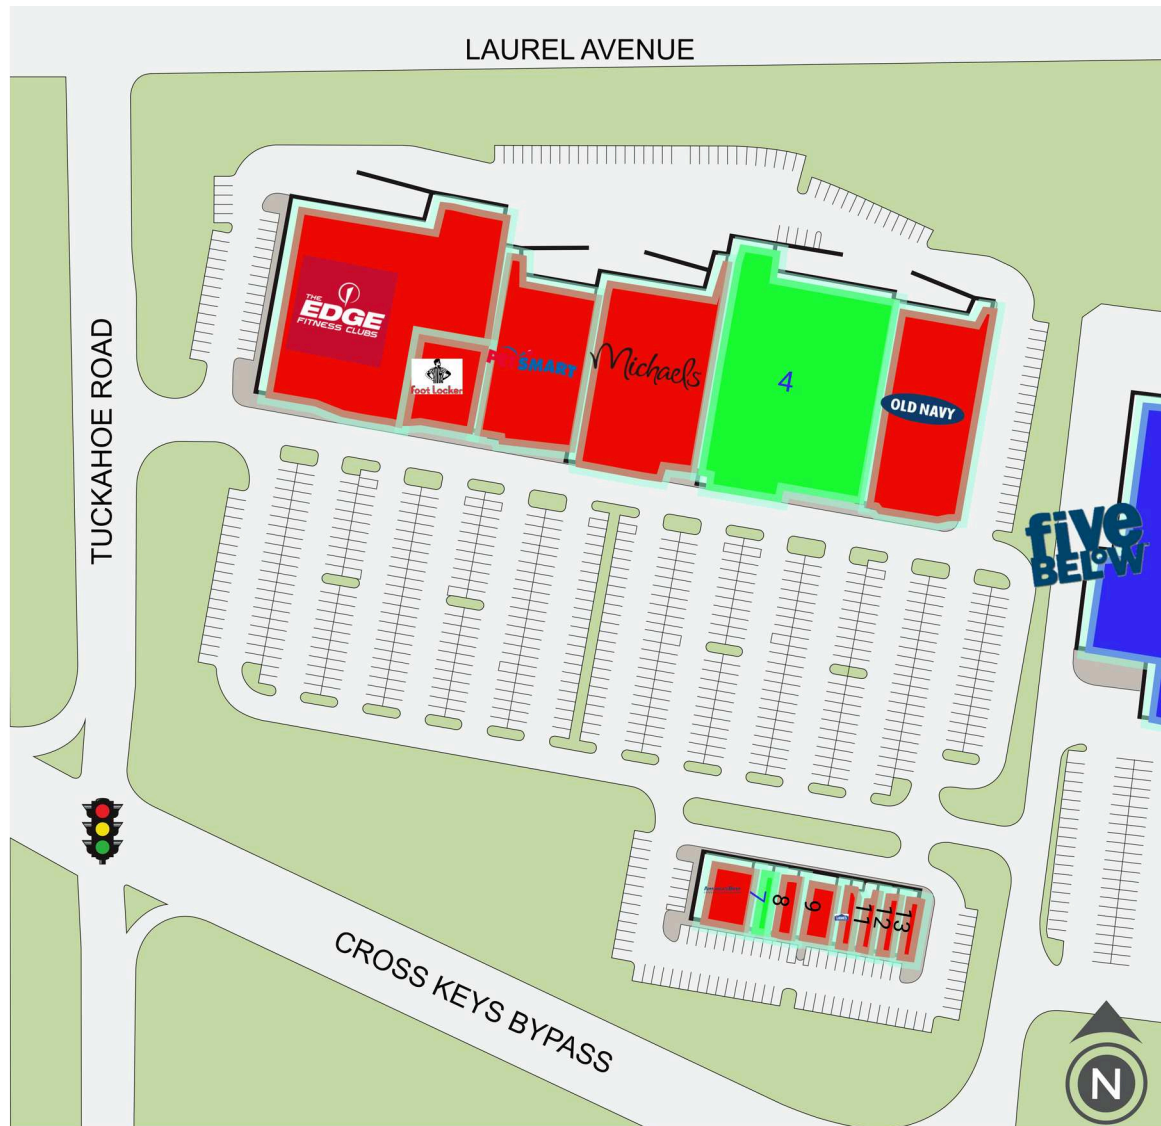 LAUREL AVENUE
TUCKAHOE ROAD
THE
EDGE
FITNESS CLUBS
Foot Locker
SMART
Michaels
4
OLD NAVY
five
BELOW
7
8
9
11
12
13
CROSS KEYS BYPASS
N